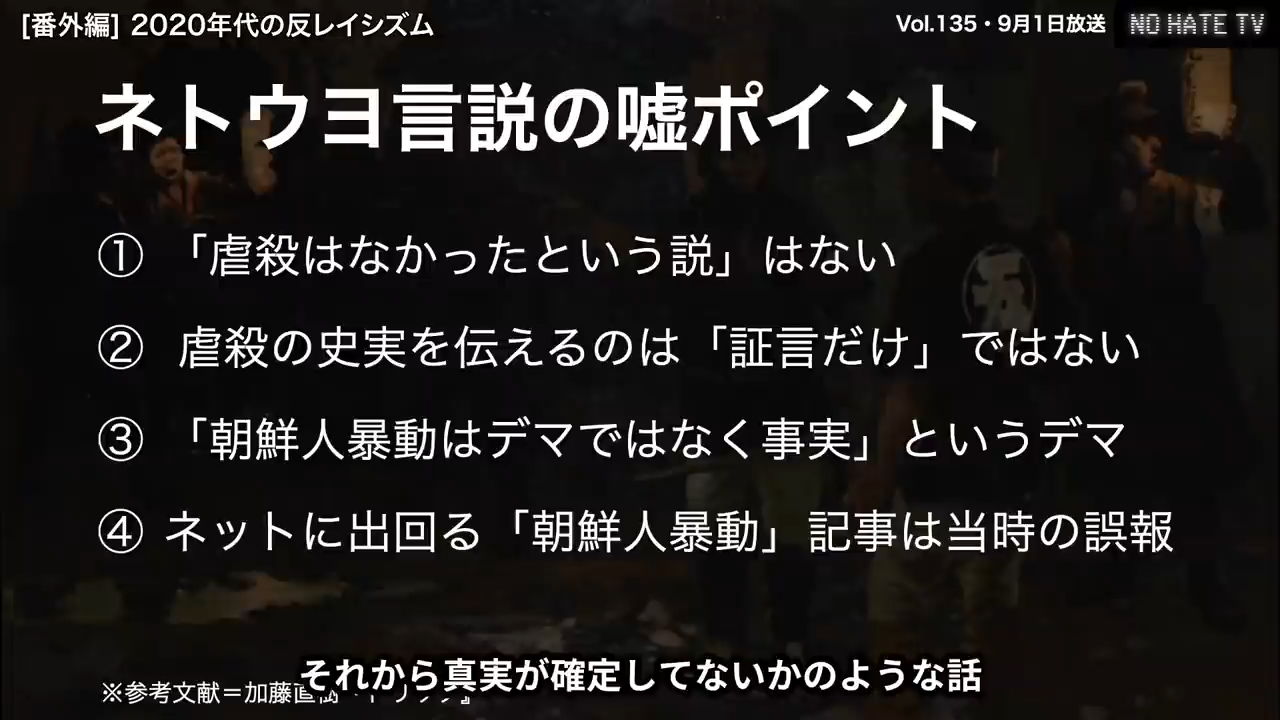 [番外編] 2020年代の反レイシズム
Vol.135・9月1日放送
NO HATE TV
ネトウヨ言説の嘘ポイント
① 「虐殺はなかったという説」はない
② 虐殺の史実を伝えるのは「証言だけ」ではない
③ 「朝鮮人暴動はデマではなく事実」というデマ
④ ネットに出回る「朝鮮人暴動」記事は当時の誤報
それから真実が確定してないかのような話
※参考文献＝加藤直樹